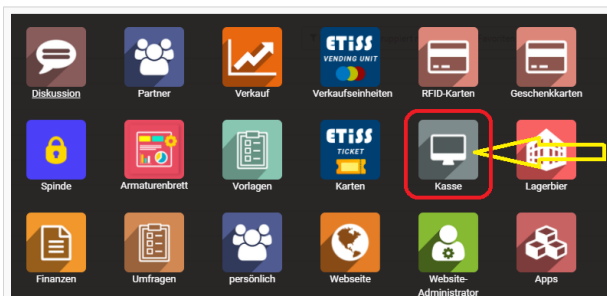 ETISS
VENDING UNIT
Diskussion Partner Verkauf Verkaufseinheiten RFID-Karten Geschenkkarten
ETISS
TICKET
Spinde Armaturenbrett Vorlagen Karten Kasse Lagerbier
Finanzen Umfragen persönlich Webseite Website-
Administrator Apps